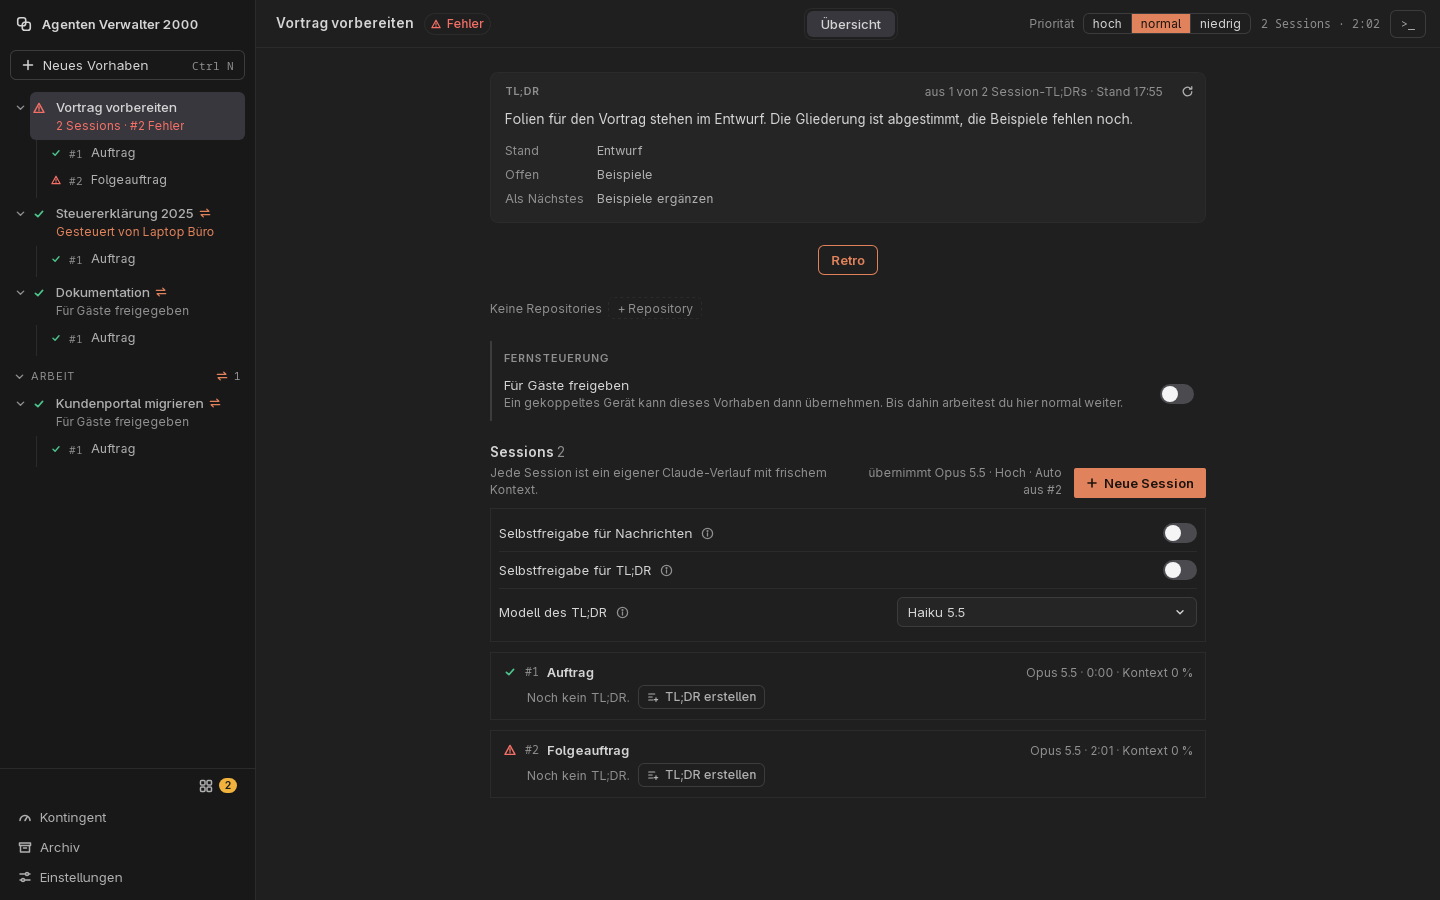 Agenten Verwalter 2000
Neues Vorhaben Ctrl N
Vortrag vorbereiten
2 Sessions · #2 Fehler
#1 Auftrag
#2 Folgeauftrag
Steuererklärung 2025
Gesteuert von Laptop Büro
#1 Auftrag
Dokumentation
Für Gäste freigegeben
#1 Auftrag
ARBEIT 1
Kundenportal migrieren
Für Gäste freigegeben
#1 Auftrag
2
Kontingent
Archiv
Einstellungen
Vortrag vorbereiten Fehler Übersicht Priorität hoch normal niedrig 2 Sessions · 2:02 >_
TL;DR aus 1 von 2 Session-TL;DRs · Stand 17:55
Folien für den Vortrag stehen im Entwurf. Die Gliederung ist abgestimmt, die Beispiele fehlen noch.
Stand Entwurf
Offen Beispiele
Als Nächstes Beispiele ergänzen
Retro
Keine Repositories + Repository
FERNSTEUERUNG
Für Gäste freigeben
Ein gekoppeltes Gerät kann dieses Vorhaben dann übernehmen. Bis dahin arbeitest du hier normal weiter.
Sessions 2
Jede Session ist ein eigener Claude-Verlauf mit frischem
Kontext.
übernimmt Opus 5.5 · Hoch · Auto
aus #2
+ Neue Session
Selbstfreigabe für Nachrichten
Selbstfreigabe für TL;DR
Modell des TL;DR Haiku 5.5
#1 Auftrag Opus 5.5 · 0:00 · Kontext 0 %
Noch kein TL;DR. TL;DR erstellen
#2 Folgeauftrag Opus 5.5 · 2:01 · Kontext 0 %
Noch kein TL;DR. TL;DR erstellen